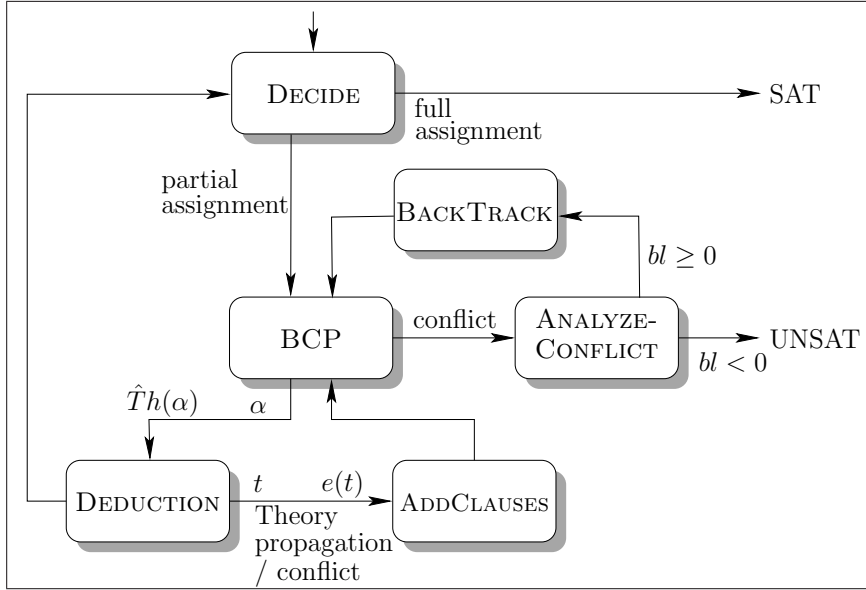 DECIDE
SAT
full
assignment
partial
assignment
BACKTRACK
bl ≥ 0
BCP
conflict
ANALYZE-
CONFLICT
UNSAT
bl < 0
T̂h(α) α
DEDUCTION
t e(t)
ADDCLAUSES
Theory
propagation
/ conflict